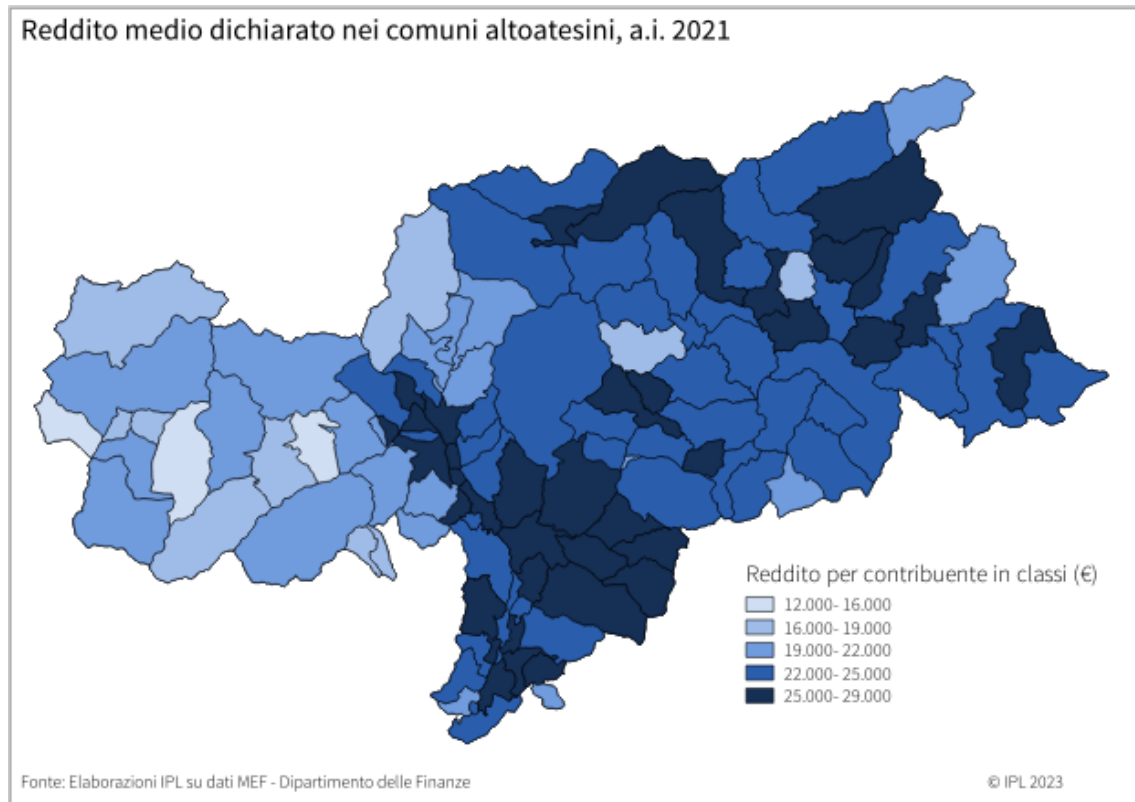 Reddito medio dichiarato nei comuni altoatesini, a.i. 2021
Reddito per contribuente in classi (€)
12.000- 16.000
16.000- 19.000
19.000- 22.000
22.000- 25.000
25.000- 29.000
Fonte: Elaborazioni IPL su dati MEF - Dipartimento delle Finanze
© IPL 2023